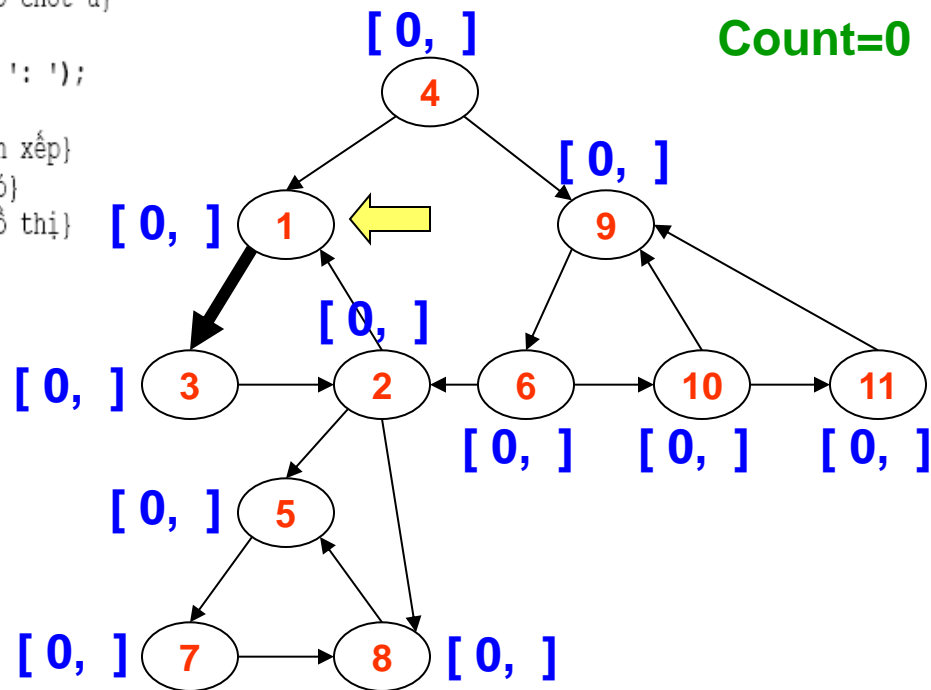 chốt u}
[ 0, ] Count=0
': ');
4
xếp}
[ 0, ]
}
thị} [ 0, ] 1 9
[ 0, ]
[ 0, ] 3 2 6 10 11
[ 0, ] [ 0, ] [ 0, ]
[ 0, ] 5
[ 0, ] 7 8 [ 0, ]